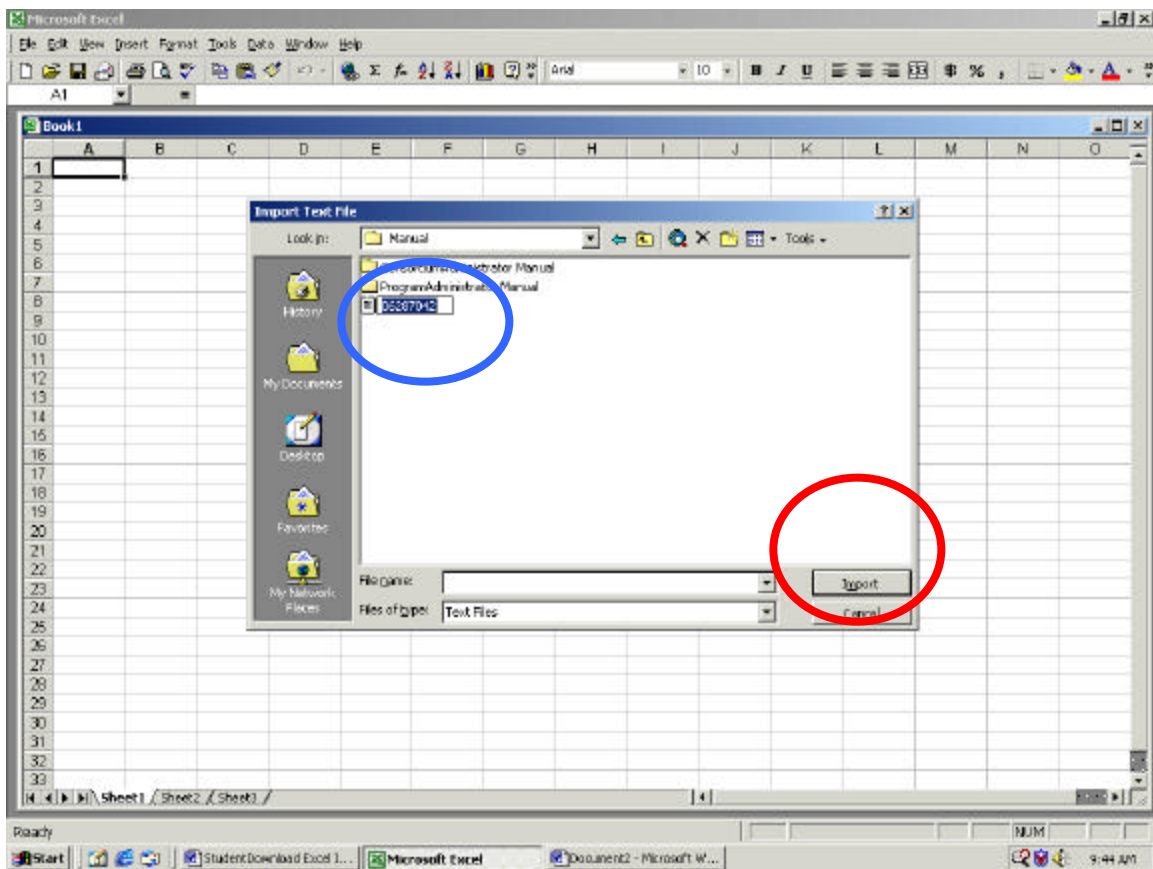 Microsoft Excel
File Edit View Insert Format Tools Data Window Help
Arial 10 B I U $ % ,
A1 =
Book1
A B C D E F G H I J K L M N O
1
2
3
4
5
6
7
8
9
10
11
12
13
14
15
16
17
18
19
20
21
22
23
24
25
26
27
28
29
30
31
32
33
Import Text File
Look in: Manual Tools
Administrator Manual
ProgramAdministrator Manual
06287042
History
My Documents
Desktop
Favorites
My Network
Places
File name: Import
Files of type: Text Files Cancel
Sheet1 Sheet2 Sheet3
Ready NUM
Start StudentDownload Excel I... Microsoft Excel Document2 - Microsoft W... 9:44 AM